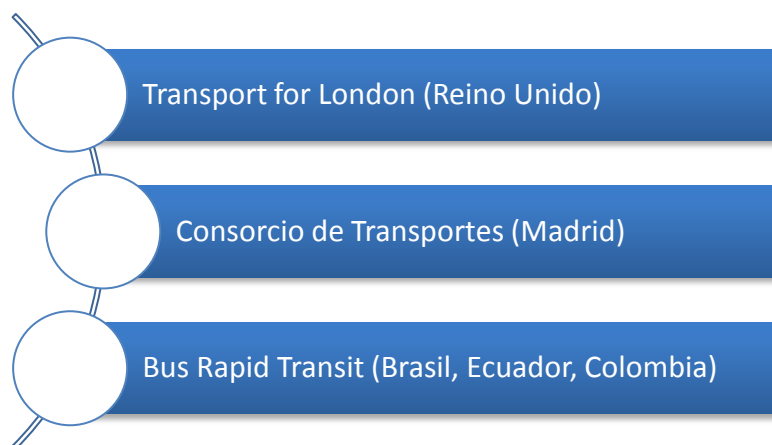 Transport for London (Reino Unido)
Consorcio de Transportes (Madrid)
Bus Rapid Transit (Brasil, Ecuador, Colombia)